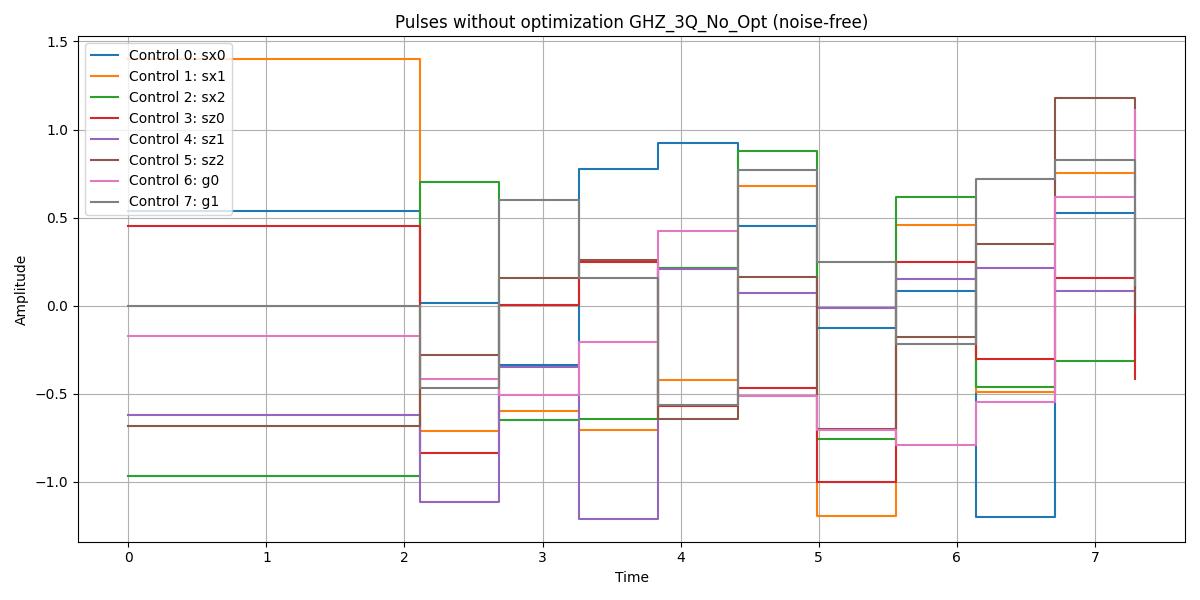 Pulses without optimization GHZ_3Q_No_Opt (noise-free)
Control 0: sx0
Control 1: sx1
Control 2: sx2
Control 3: sz0
Control 4: sz1
Control 5: sz2
Control 6: g0
Control 7: g1
Amplitude
1.5
1.0
0.5
0.0
−0.5
−1.0
0 1 2 3 4 5 6 7
Time